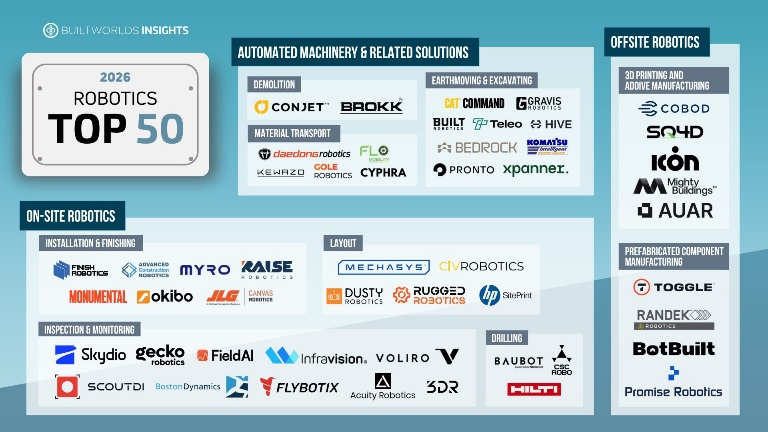 BUILTWORLDS INSIGHTS
2026
ROBOTICS
TOP 50
AUTOMATED MACHINERY & RELATED SOLUTIONS
DEMOLITION
CONJET
BROKK
MATERIAL TRANSPORT
daedong robotics
FLO
MOBILITY
KEWAZO
GOLE
ROBOTICS
CYPHRA
EARTHMOVING & EXCAVATING
CAT COMMAND
GRAVIS
ROBOTICS
BUILT
ROBOTICS
Teleo
HIVE
BEDROCK
KOMATSU
intelligent
PRONTO
xpanner.
OFFSITE ROBOTICS
3D PRINTING AND
ADDIVE MANUFACTURING
COBOD
SQ4D
ICON
Mighty
Buildings
AUAR
PREFABRICATED COMPONENT
MANUFACTURING
TOGGLE
RANDEK
ROBOTICS
BotBuilt
Promise Robotics
ON-SITE ROBOTICS
INSTALLATION & FINISHING
FINISH
ROBOTICS
ADVANCED
Construction
ROBOTICS
MYRO
RAISE
ROBOTICS
MONUMENTAL
okibo
JLG
CANVAS
ROBOTICS
LAYOUT
MECHASYS
CIVROBOTICS
DUSTY
ROBOTICS
RUGGED
ROBOTICS
hp SitePrint
INSPECTION & MONITORING
Skydio
gecko
robotics
FieldAI
Infravision
VOLIRO
SCOUTDI
BostonDynamics
FLYBOTIX
Acuity Robotics
3DR
DRILLING
BAUBOT
CSC
ROBO
HILTI